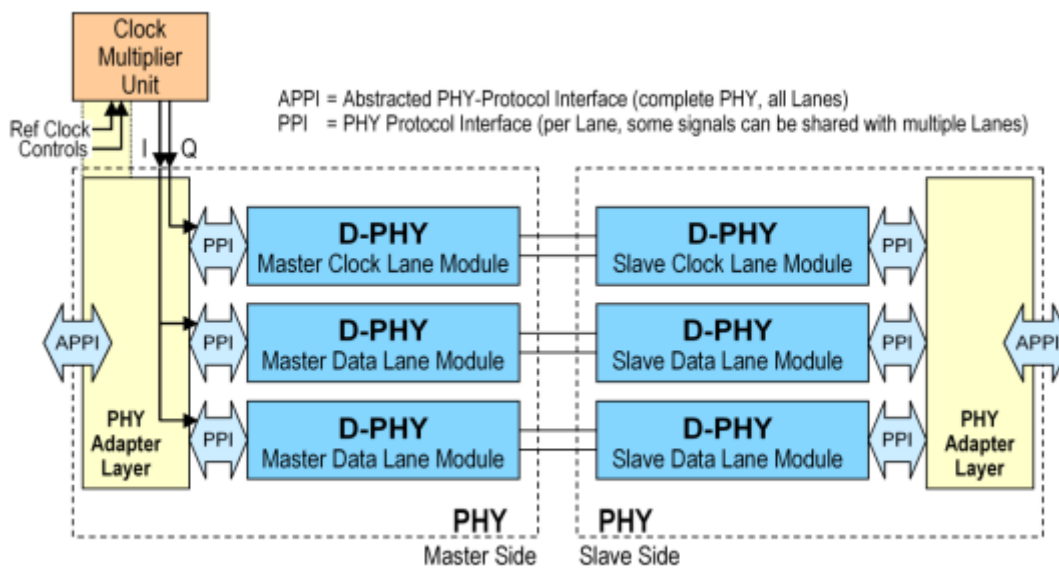 Clock
Multiplier
Unit
APPI = Abstracted PHY-Protocol Interface (complete PHY, all Lanes)
PPI = PHY Protocol Interface (per Lane, some signals can be shared with multiple Lanes)
Ref Clock
Controls
I
Q
PPI
D-PHY
Master Clock Lane Module
D-PHY
Slave Clock Lane Module
PPI
APPI
PPI
D-PHY
Master Data Lane Module
D-PHY
Slave Data Lane Module
PPI
APPI
PHY
Adapter
Layer
PPI
D-PHY
Master Data Lane Module
D-PHY
Slave Data Lane Module
PPI
PHY
Adapter
Layer
PHY
Master Side
PHY
Slave Side